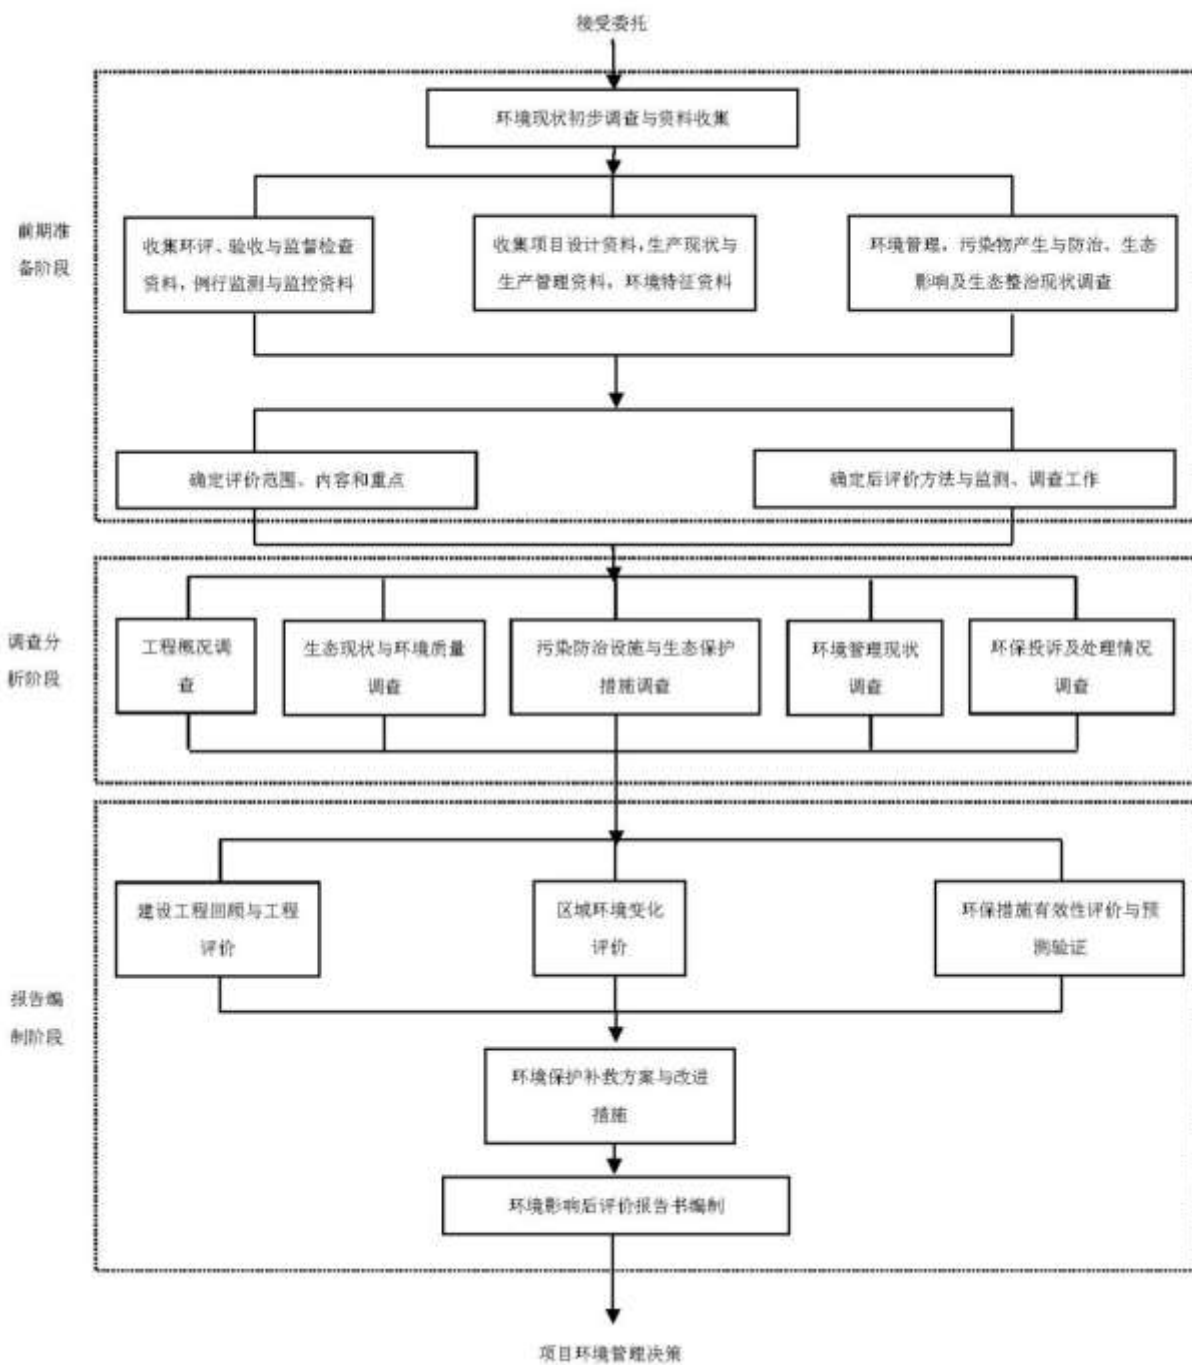 接受委托
环境现状初步调查与资料收集
前期准
备阶段
收集环评、验收与监督检查
资料，例行监测与监控资料
收集项目设计资料，生产现状与
生产管理资料，环境特征资料
环境管理，污染物产生与防治、生态
影响及生态整治现状调查
确定评价范围、内容和重点
确定后评价方法与监测、调查工作
调查分
析阶段
工程概况调
查
生态现状与环境质量
调查
污染防治设施与生态保护
措施调查
环境管理现状
调查
环保投诉及处理情况
调查
报告编
制阶段
建设工程回顾与工程
评价
区域环境变化
评价
环保措施有效性评价与预
测验证
环境保护补救方案与改进
措施
环境影响后评价报告书编制
项目环境管理决策